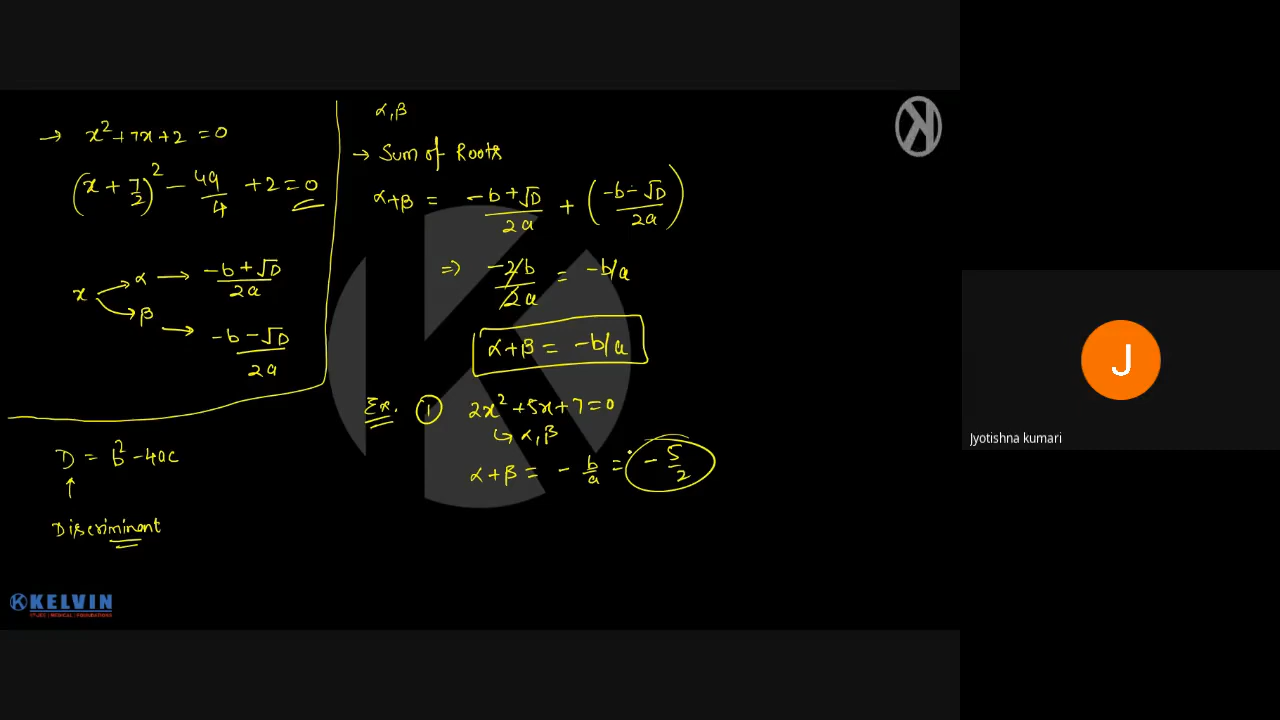 → x² + 7x + 2 = 0
(x + 7/2)² - 49/4 + 2 = 0
x → α → (-b + √D)/2a
→ β → (-b - √D)/2a
D = b² - 4ac
↑
Discriminant
α, β
→ Sum of Roots
α+β = (-b + √D)/2a + ((-b - √D)/2a)
⇒ -2b/2a = -b/a
α+β = -b/a
Ex. ① 2x² + 5x + 7 = 0
↳ α, β
α+β = - b/a = - 5/2
KELVIN
Jyotishna kumari
J